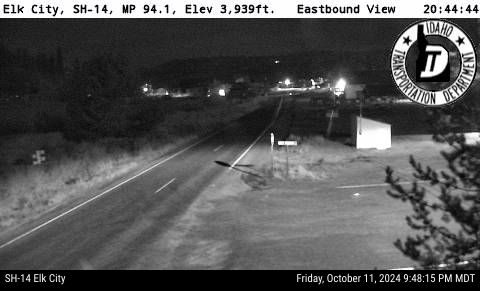 Elk City, SH-14, MP 94.1, Elev 3,939ft. Eastbound View 20:44:44
IDAHO
TRANSPORTATION DEPARTMENT
SH-14 Elk City Friday, October 11, 2024 9:48:15 PM MDT